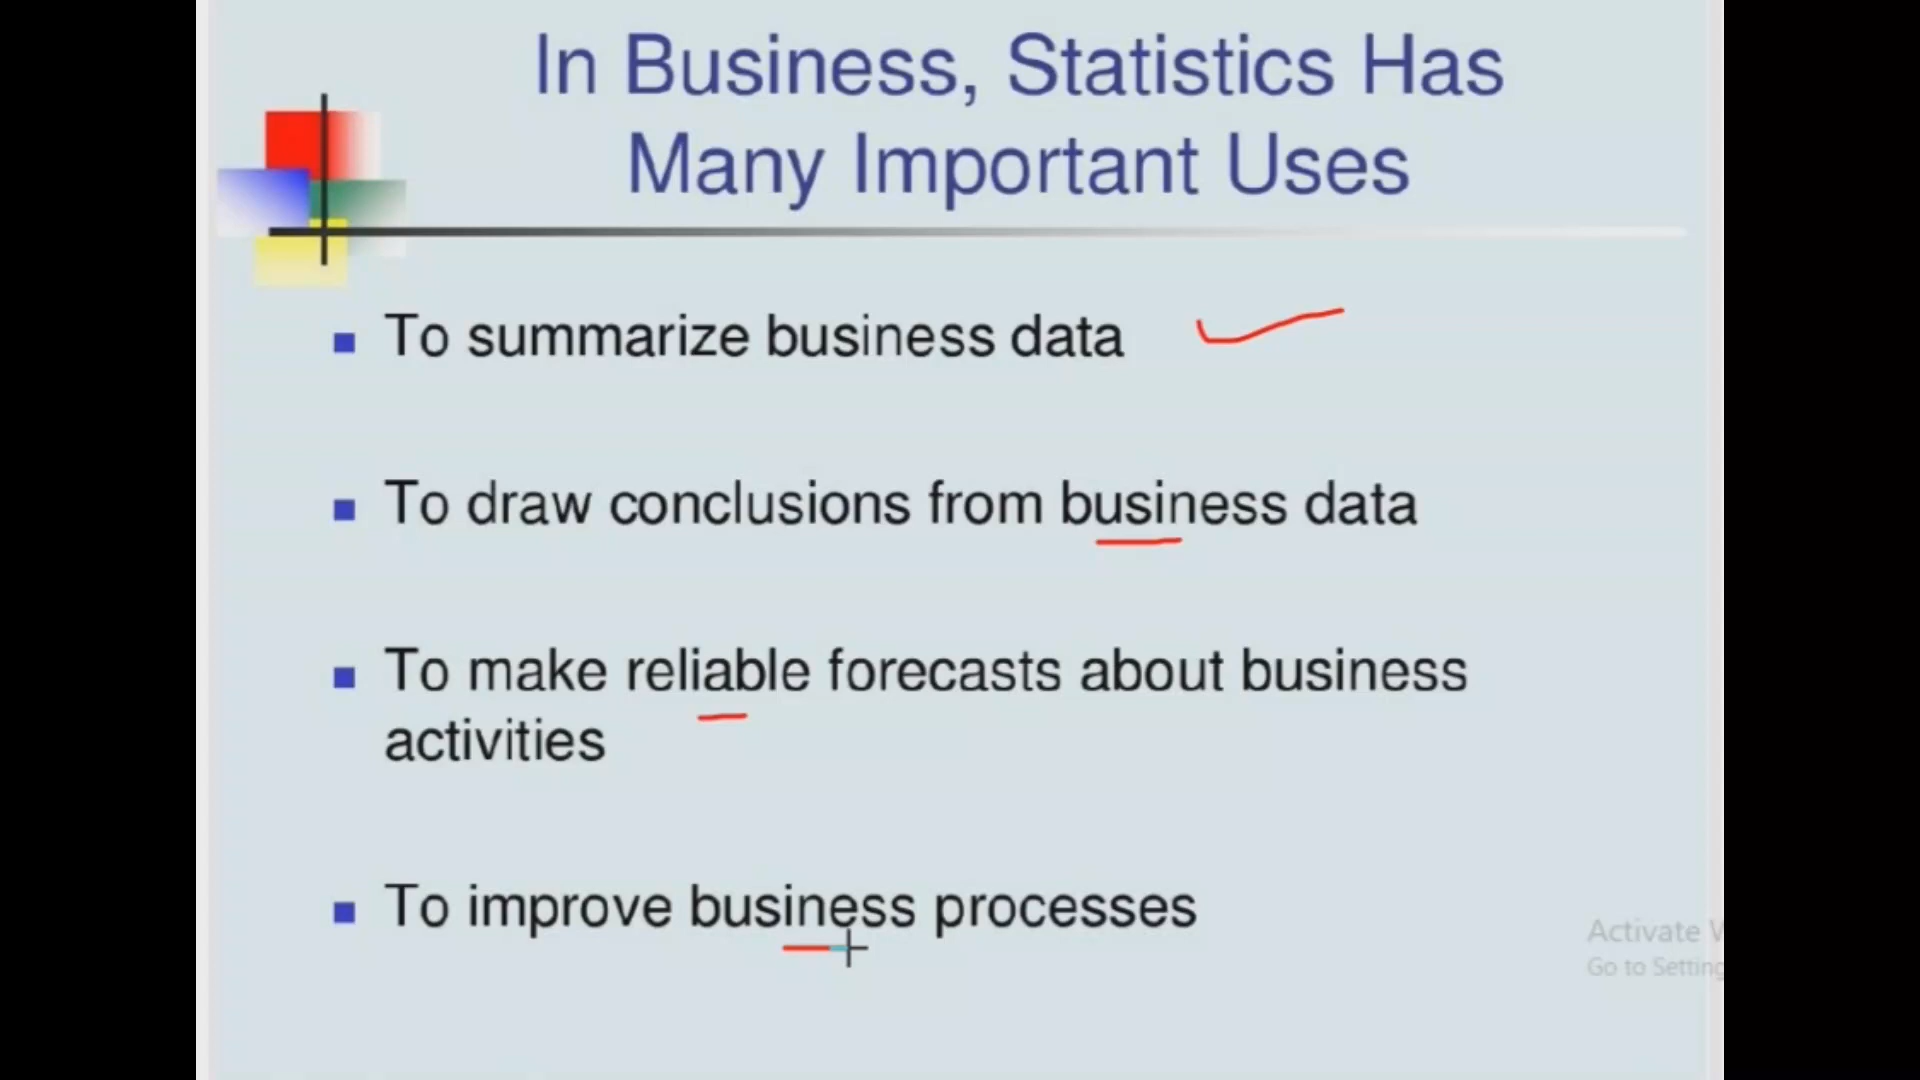 In Business, Statistics Has
Many Important Uses
To summarize business data
To draw conclusions from business data
To make reliable forecasts about business
activities
To improve business processes
Activate
Go to Setting